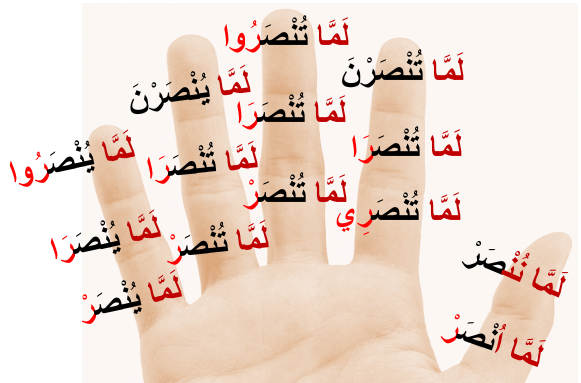 لَمَّا تُنْصَرُوا
لَمَّا تُنْصَرْنَ
لَمَّا يُنْصَرْنَ
لَمَّا تُنْصَرَا
لَمَّا تُنْصَرَا
لَمَّا تُنْصَرَا
لَمَّا يُنْصَرُوا
لَمَّا تُنْصَرِي
لَمَّا تُنْصَرْ
لَمَّا تُنْصَرْ
لَمَّا يُنْصَرَا
لَمَّا نُنْصَرْ
لَمَّا يُنْصَرْ
لَمَّا اُنْصَرْ